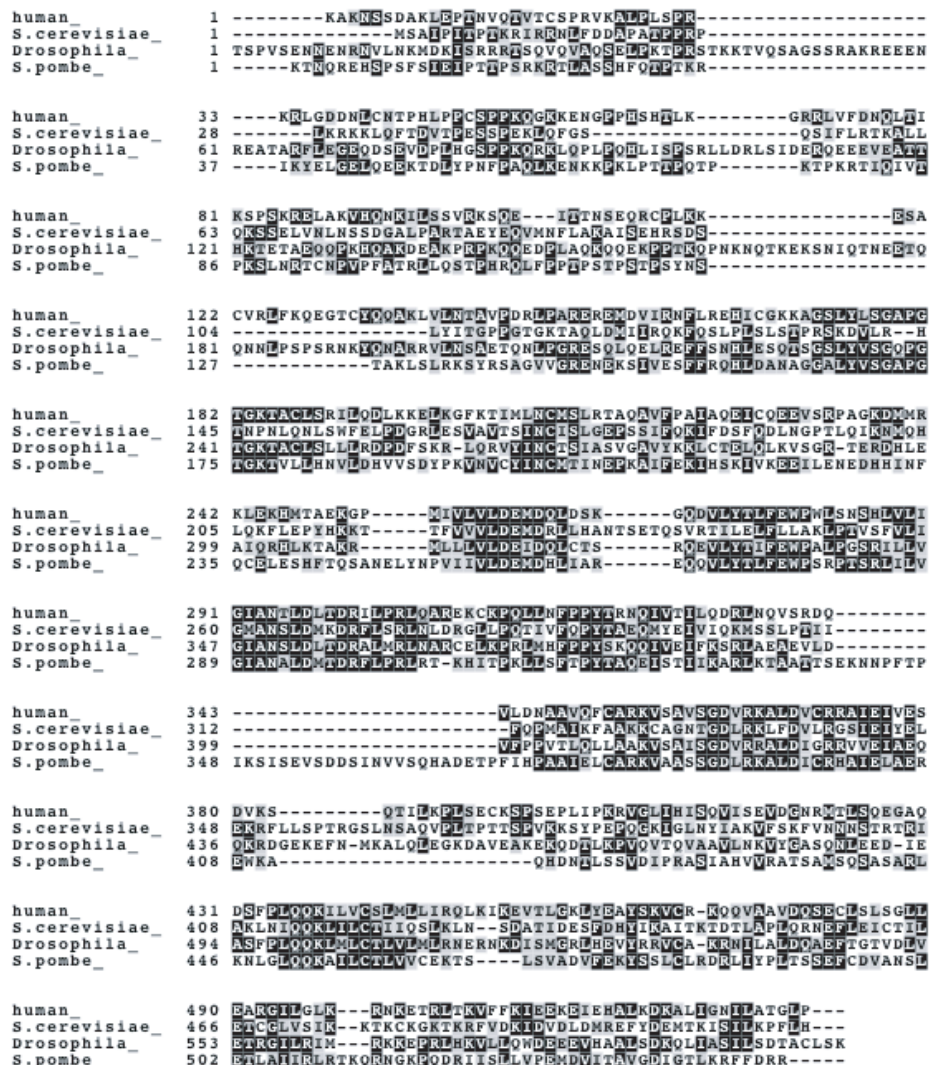 human_ 1 ---------KAKNSSDAKLEPTNVQTVTCSPRVKALPLSPR----------------------
S.cerevisiae_ 1 ----------------MSAIPITPTKRIRRNLFDDAPATPPRP---------------------
Drosophila_ 1 TSPVSENNENRNVLNKMDKISRRRTSQVQVAQSELPKTPRSTKKTVQSAGSSRAKREEEN
S.pombe_ 1 ------KTNQREHSPSFSIEIPTTPSRKRTLASSHFQTPTKR---------------------
human_ 33 -----KRLGDDNLCNTPHLPPCSPPKQGKKENGPPHSHTLK---------GRRLVFDNQLTI
S.cerevisiae_ 28 --------LKRKKLQFTDVTPESSPEKLQFGS------------------QSIFLRTKALL
Drosophila_ 61 REATARFLEGEQDSEVDPLHGSPPKQRKLQPLPQHLISPSRLLDRLSIDERQEEEVEATT
S.pombe_ 37 -----IKYELGELQEEKTDLYPNFPAQLKENKKPKLPTTPQTP--------KTPKRTIQIVT
human_ 81 KSPSKRELAKVHQNKILSSVRKSQE---ITTNSEQRCPLKK----------------ESA
S.cerevisiae_ 63 QKSSELVNLNSSDGALPARTAEYEQVMNFLAKAISEHRSDS-------------------
Drosophila_ 121 HKTETAEQQPKHQAKDEAKPRPKQQEDPLAQKQQEKPPTKQPNKNQTKEKSNIQTNEETQ
S.pombe_ 86 PKSLNRTCNPVPFATRLLQSTPHRQLFPPTPSTPSTPSYNS-------------------
human_ 122 CVRLFKQEGTCYQQAKLVLNTAVPDRLPAREREMDVIRNFLREHICGKKAGSLYLSGAPG
S.cerevisiae_ 104 -----------------LYITGPPGTGKTAQLDMIIRQKFQSLPLSLSTPRSKDVLR--H
Drosophila_ 181 QNNLPSPSRNKYQNARRVLNSAETQNLPGRESQLQELREFFSNHLESQTSGSLYVSGQPG
S.pombe_ 127 ------------TAKLSLRKSYRSAGVVGRENEKSIVESFFRQHLDANAGGALYVSGAPG
human_ 182 TGKTACLSRILQDLKKELKGFKTIMLNCMSLRTAQAVFPAIAQEICQEEVSRPAGKDMMR
S.cerevisiae_ 145 TNPNLQNLSWFELPDGRLESVAVTSINCISLGEPSSIFQKIFDSFQDLNGPTLQIKNMQH
Drosophila_ 241 TGKTACLSLLLRDPDFSKR-LQRVYINCTSIASVGAVYKKLCTELQLKVSGR-TERDHLE
S.pombe_ 175 TGKTVLLHNVLDHVVSDYPKVNVCYINCMTINEPKAIFEKIHSKIVKEEILENEDHHINF
human_ 242 KLEKHMTAEKGP-----MIVLVLDEMDQLDSK------GQDVLYTLFEWPWLSNSHLVLI
S.cerevisiae_ 205 LQKFLEPYHKKT-----TFVVVLDEMDRLLHANTSETQSVRTILELFLLAKLPTVSFVLI
Drosophila_ 299 AIQRHLKTAKR------MLLLVLDEIDQLCTS------RQEVLYTIFEWPALPGSRILLV
S.pombe_ 235 QCELESHFTQSANELYNPVIIVLDEMDHLIAR------EQQVLYTLFEWPSRPTSRLILV
human_ 291 GIANTLDLTDRILPRLQAREKCKPQLLNFPPYTRNQIVTILQDRLNQVSRDQ--------
S.cerevisiae_ 260 GMANSLDMKDRFLSRLNLDRGLLPQTIVFQPYTAEQMYEIVIQKMSSLPTII--------
Drosophila_ 347 GIANSLDLTDRALMRLNARCELKPRLMHFPPYSKQQIVEIFKSRLAEAEVLD--------
S.pombe_ 289 GIANALDMTDRFLPRLRT-KHITPKLLSFTPYTAQEISTIIKARLKTAATTSEKNNPFTP
human_ 343 -----------------------VLDNAAVQFCARKVSAVSGDVRKALDVCRRAIEIVES
S.cerevisiae_ 312 ------------------------FQPMAIKFAAKKCAGNTGDLRKLFDVLRGSIEIYEL
Drosophila_ 399 -----------------------VFPPVTLQLLAAKVSAISGDVRRALDIGRRVVEIAEQ
S.pombe_ 348 IKSISEVSDDSINVVSQHADETPFIHPAAIELCARKVAASSGDLRKALDICRHAIELAER
human_ 380 DVKS---------QTILKPLSECKSPSEPLIPKRVGLIHISQVISEVDGNRMTLSQEGAQ
S.cerevisiae_ 348 EKRFLLSPTRGSLNSAQVPLTPTTSPVKKSYPEPQGKIGLNYIAKVFSKFVNNNSTRTRI
Drosophila_ 436 QKRDGEKEFN-MKALQLEGKDAVEAKEKQDTLKPVQVTQVAAVLNKVYGASQNLEED-IE
S.pombe_ 408 EWKA----------------------QHDNTLSSVDIPRASIAHVVRATSAMSQSASARL
human_ 431 DSFPLQQKILVCSLMLLIRQLKIKEVTLGKLYEAYSKVCR-KQQVAAVDQSECLSLSGLL
S.cerevisiae_ 408 AKLNIQQKLILCTIIQSLKLN--SDATIDESFDHYIKAITKTDTLAPLQRNEFLEICTIL
Drosophila_ 494 ASFPLQQKLMLCTLVLMLRNERNKDISMGRLHEVYRRVCA-KRNILALDQAEFTGTVDLV
S.pombe_ 446 KNLGLQQKAILCTLVVCEKTS----LSVADVFEKYSSLCLRDRLIYPLTSSEFCDVANSL
human_ 490 EARGILGLK---RNKETRLTKVFFKIEEKEIEHALKDKALIGNILATGLP---
S.cerevisiae_ 466 ETCGLVSIK---KTKCKGKTKRFVDKIDVDLDMREFYDEMTKISILKPFLH--
Drosophila_ 553 ETRGILRIM---RKKEPRLHKVLLQWDEEEVHAALSDKQLIASILSDTACLSK
S.pombe_ 502 ETLAIIRLRTKQRNGKPQDRIISLLVPEMDVITAVGDIGTLKRFFDRR-----